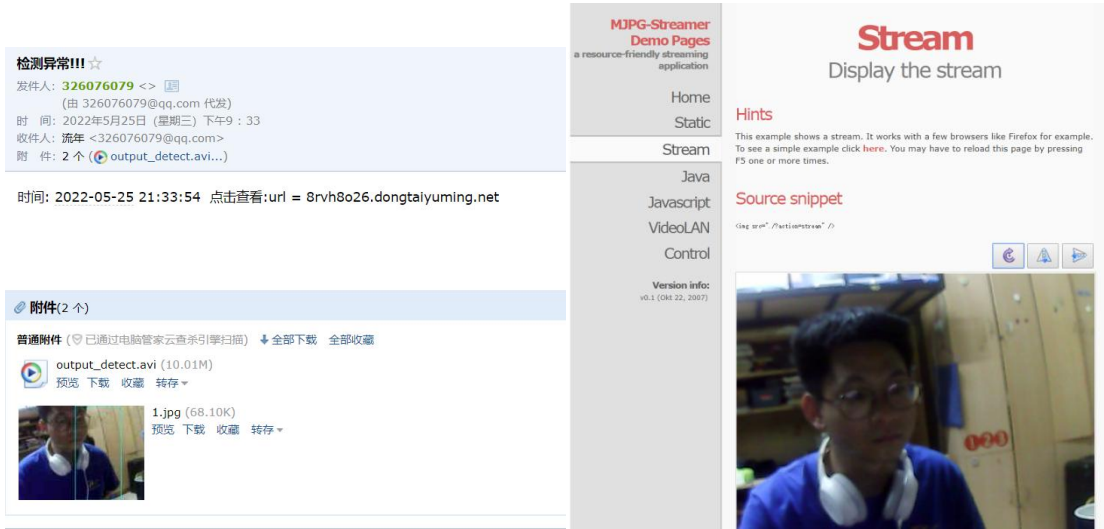 检测异常!!!
发件人: 326076079 <>
(由 326076079@qq.com 代发)
时 间: 2022年5月25日 (星期三) 下午9 : 33
收件人: 流年 <326076079@qq.com>
附 件: 2 个 ( output_detect.avi...)
时间: 2022-05-25 21:33:54 点击查看:url = 8rvh8o26.dongtaiyuming.net
附件(2 个)
普通附件 ( 已通过电脑管家云查杀引擎扫描) 全部下载 全部收藏
output_detect.avi (10.01M)
预览 下载 收藏 转存
1.jpg (68.10K)
预览 下载 收藏 转存
MJPG-Streamer
Demo Pages
a resource-friendly streaming
application
Home
Static
Stream
Java
Javascript
VideoLAN
Control
Version info:
v0.1 (Okt 22, 2007)
Stream
Display the stream
Hints
This example shows a stream. It works with a few browsers like Firefox for example.
To see a simple example click here. You may have to reload this page by pressing
F5 one or more times.
Source snippet
<img src="./?action=stream" />
023